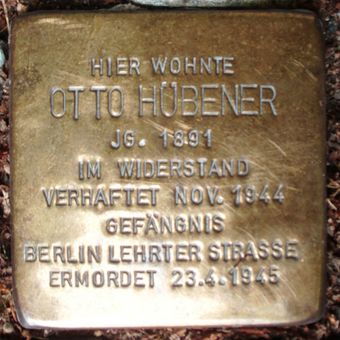 HIER WOHNTE
OTTO HÜBENER
JG. 1891
IM WIDERSTAND
VERHAFTET NOV. 1944
GEFÄNGNIS
BERLIN LEHRTER STRASSE
ERMORDET 23.4.1945